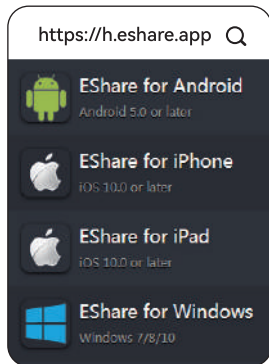 https://h.eshare.app
EShare for Android
Android 5.0 or later
EShare for iPhone
iOS 10.0 or later
EShare for iPad
iOS 10.0 or later
EShare for Windows
Windows 7/8/10